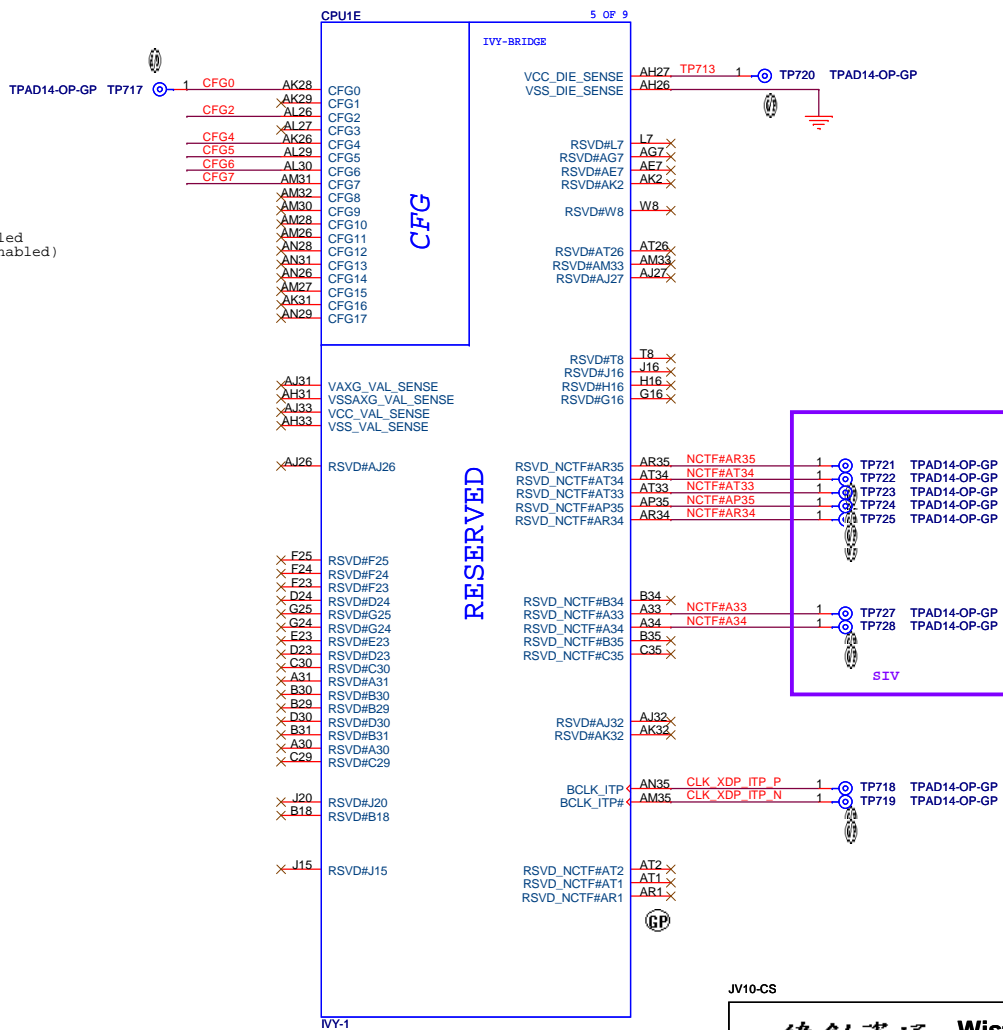 CPU1E
5 OF 9
IVY-BRIDGE
TPAD14-OP-GP TP717 1 CFG0 AK28 CFG0
AK29 CFG1
CFG2 AL26 CFG2
AL27 CFG3
CFG4 AK26 CFG4
CFG5 AL29 CFG5
CFG6 AL30 CFG6
CFG7 AM31 CFG7
AM32 CFG8
AM30 CFG9
AM28 CFG10
AM26 CFG11
AN28 CFG12
AN31 CFG13
AN26 CFG14
AM27 CFG15
AK31 CFG16
AN29 CFG17
CFG
led
nabled)
AJ31 VAXG_VAL_SENSE
AH31 VSSAXG_VAL_SENSE
AJ33 VCC_VAL_SENSE
AH33 VSS_VAL_SENSE
AJ26 RSVD#AJ26
RESERVED
F25 RSVD#F25
F24 RSVD#F24
F23 RSVD#F23
D24 RSVD#D24
G25 RSVD#G25
G24 RSVD#G24
E23 RSVD#E23
D23 RSVD#D23
C30 RSVD#C30
A31 RSVD#A31
B30 RSVD#B30
B29 RSVD#B29
D30 RSVD#D30
B31 RSVD#B31
A30 RSVD#A30
C29 RSVD#C29
J20 RSVD#J20
B18 RSVD#B18
J15 RSVD#J15
VCC_DIE_SENSE AH27 TP713 1 TP720 TPAD14-OP-GP
VSS_DIE_SENSE AH26
RSVD#L7 L7
RSVD#AG7 AG7
RSVD#AE7 AE7
RSVD#AK2 AK2
RSVD#W8 W8
RSVD#AT26 AT26
RSVD#AM33 AM33
RSVD#AJ27 AJ27
RSVD#T8 T8
RSVD#J16 J16
RSVD#H16 H16
RSVD#G16 G16
RSVD_NCTF#AR35 AR35 NCTF#AR35 1 TP721 TPAD14-OP-GP
RSVD_NCTF#AT34 AT34 NCTF#AT34 1 TP722 TPAD14-OP-GP
RSVD_NCTF#AT33 AT33 NCTF#AT33 1 TP723 TPAD14-OP-GP
RSVD_NCTF#AP35 AP35 NCTF#AP35 1 TP724 TPAD14-OP-GP
RSVD_NCTF#AR34 AR34 NCTF#AR34 1 TP725 TPAD14-OP-GP
RSVD_NCTF#B34 B34
RSVD_NCTF#A33 A33 NCTF#A33 1 TP727 TPAD14-OP-GP
RSVD_NCTF#A34 A34 NCTF#A34 1 TP728 TPAD14-OP-GP
RSVD_NCTF#B35 B35
RSVD_NCTF#C35 C35
SIV
RSVD#AJ32 AJ32
RSVD#AK32 AK32
BCLK_ITP AN35 CLK_XDP_ITP_P 1 TP718 TPAD14-OP-GP
BCLK_ITP# AM35 CLK_XDP_ITP_N 1 TP719 TPAD14-OP-GP
RSVD_NCTF#AT2 AT2
RSVD_NCTF#AT1 AT1
RSVD_NCTF#AR1 AR1
GP
JV10-CS
IVY-1